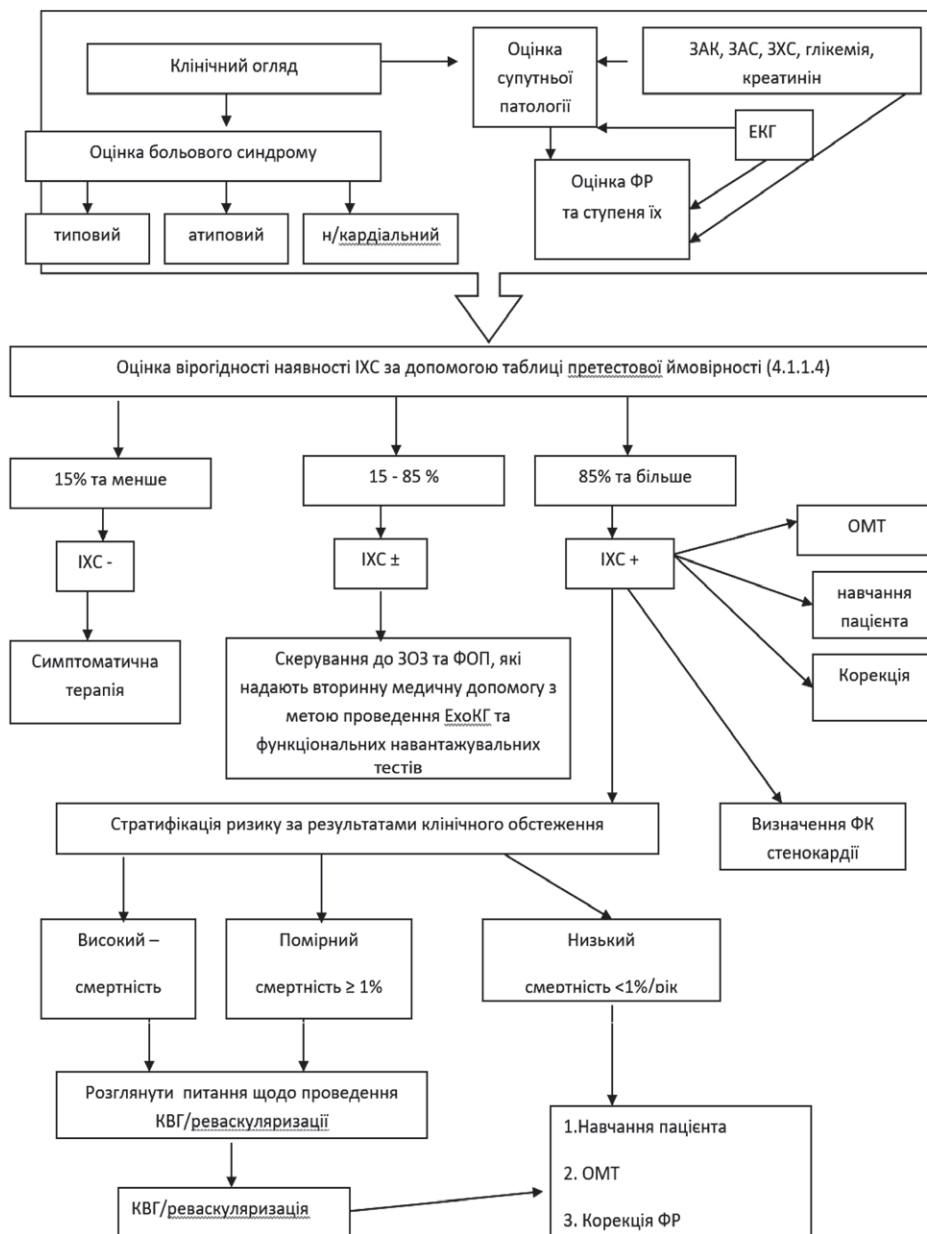 Клінічний огляд
Оцінка
супутньої
патології
ЗАК, ЗАС, ЗХС, глікемія,
креатинін
Оцінка больового синдрому
ЕКГ
Оцінка ФР
та ступеня їх
типовий
атиповий
н/кардіальний
Оцінка вірогідності наявності ІХС за допомогою таблиці претестової ймовірності (4.1.1.4)
15% та менше
15 - 85 %
85% та більше
ІХС -
ІХС ±
ІХС +
ОМТ
навчання
пацієнта
Корекція
Симптоматична
терапія
Скерування до ЗОЗ та ФОП, які
надають вторинну медичну допомогу з
метою проведення ЕхоКГ та
функціональних навантажувальних
тестів
Стратифікація ризику за результатами клінічного обстеження
Визначення ФК
стенокардії
Високий –
смертність
Помірний
смертність ≥ 1%
Низький
смертність <1%/рік
Розглянути питання щодо проведення
КВГ/реваскуляризації
КВГ/реваскуляризація
1.Навчання пацієнта
2. ОМТ
3. Корекція ФР